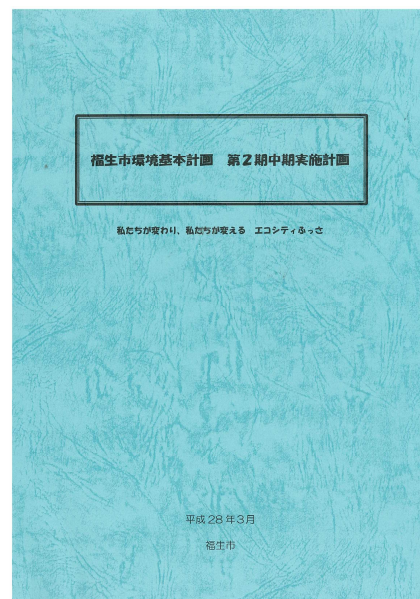 福生市環境基本計画　第２期中期実施計画
私たちが変わり、私たちが変える　エコシティふっさ
平成 28 年 3 月
福生市